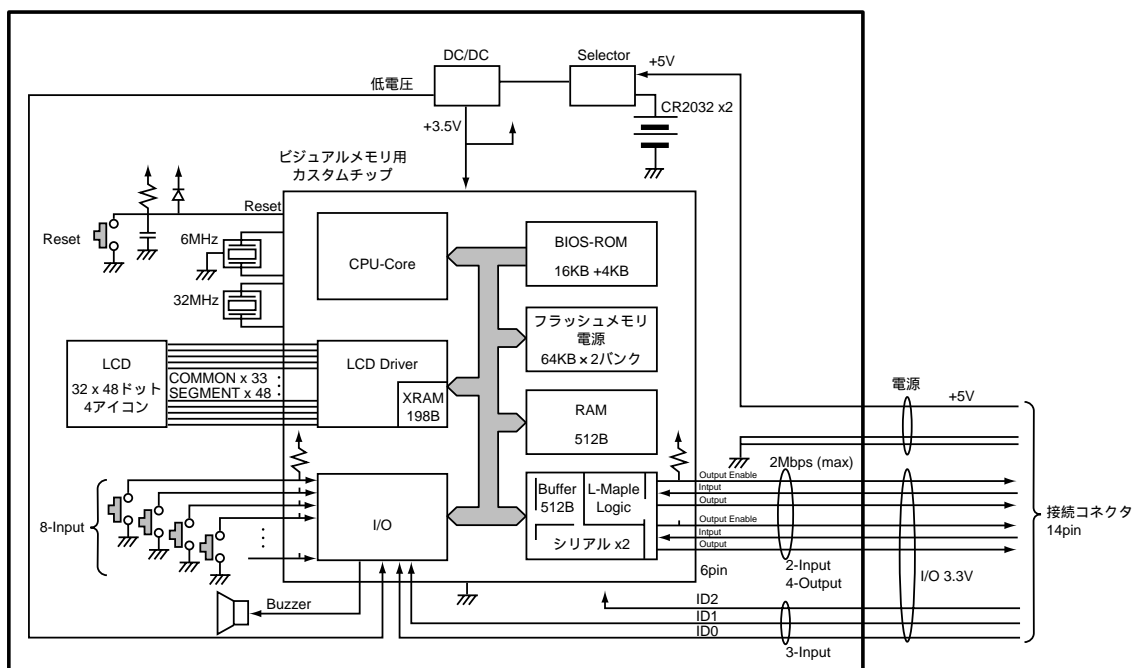 DC/DC
Selector
+5V
低電圧
CR2032 x2
+3.5V
ビジュアルメモリ用
カスタムチップ
Reset
Reset
6MHz
32MHz
CPU-Core
BIOS-ROM
16KB +4KB
フラッシュメモリ
電源
64KB×2バンク
LCD
32 x 48ドット
4アイコン
COMMON x 33
SEGMENT x 48
LCD Driver
XRAM
198B
RAM
512B
電源
+5V
2Mbps (max)
8-Input
I/O
Buffer
512B
L-Maple
Logic
シリアル x2
Output Enable
Intput
Output
Output Enable
Intput
Output
6pin
2-Input
4-Output
I/O 3.3V
接続コネクタ
14pin
Buzzer
ID2
ID1
ID0
3-Input